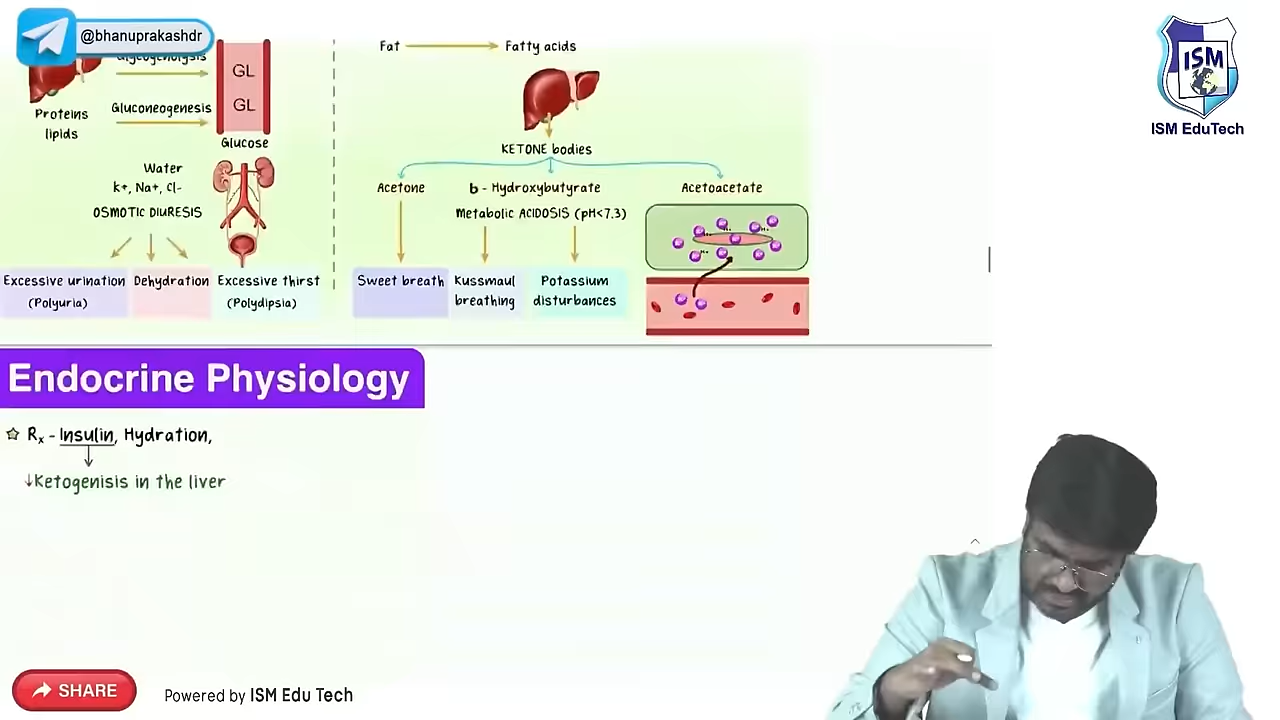 @bhanuprakashdr
Glycogenolysis
GL
Gluconeogenesis
GL
Proteins
lipids
Glucose
Water
K+, Na+, Cl-
OSMOTIC DIURESIS
Excessive urination
(Polyuria)
Dehydration
Excessive thirst
(Polydipsia)
Fat
Fatty acids
KETONE bodies
Acetone
b - Hydroxybutyrate
Acetoacetate
Metabolic ACIDOSIS (pH<7.3)
Sweet breath
Kussmaul
breathing
Potassium
disturbances
ISM
ISM EduTech
Endocrine Physiology
Rx - Insulin, Hydration,
↓Ketogenisis in the liver
SHARE
Powered by ISM Edu Tech